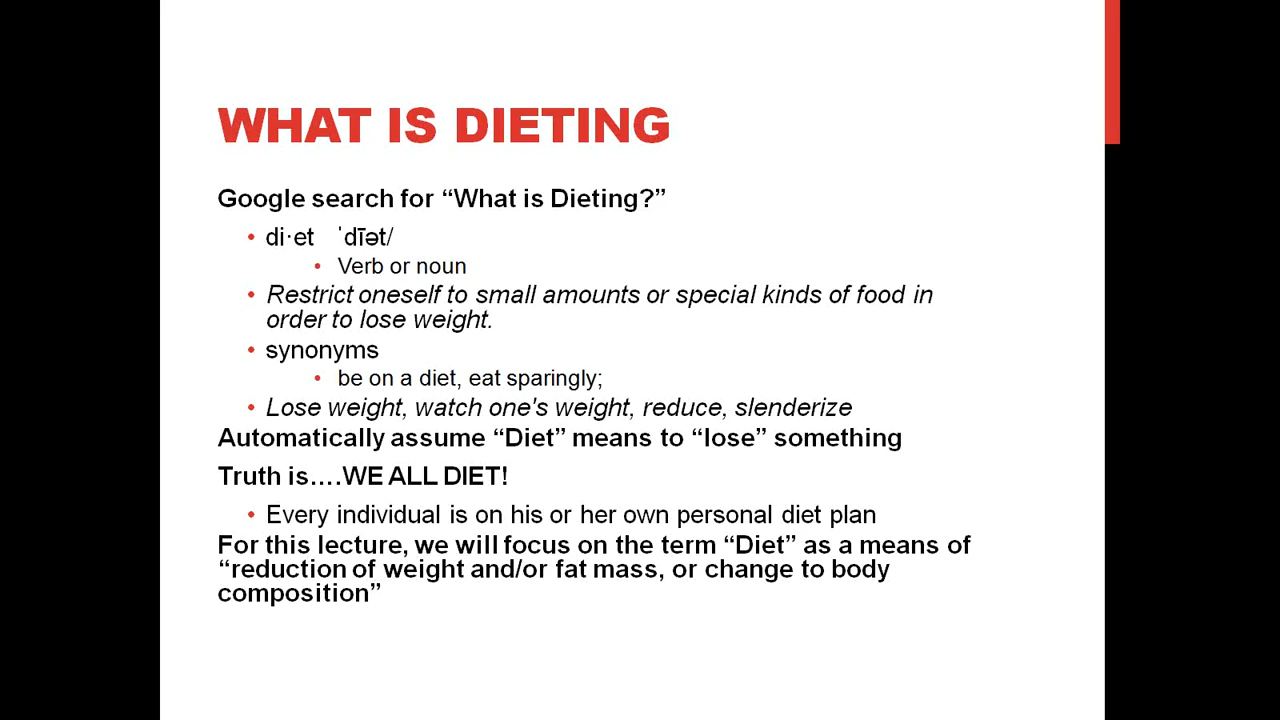 WHAT IS DIETING
Google search for “What is Dieting?”
• di·et ˈdīət/
• Verb or noun
• Restrict oneself to small amounts or special kinds of food in
order to lose weight.
• synonyms
• be on a diet, eat sparingly;
• Lose weight, watch one's weight, reduce, slenderize
Automatically assume “Diet” means to “lose” something
Truth is….WE ALL DIET!
• Every individual is on his or her own personal diet plan
For this lecture, we will focus on the term “Diet” as a means of
“reduction of weight and/or fat mass, or change to body
composition”